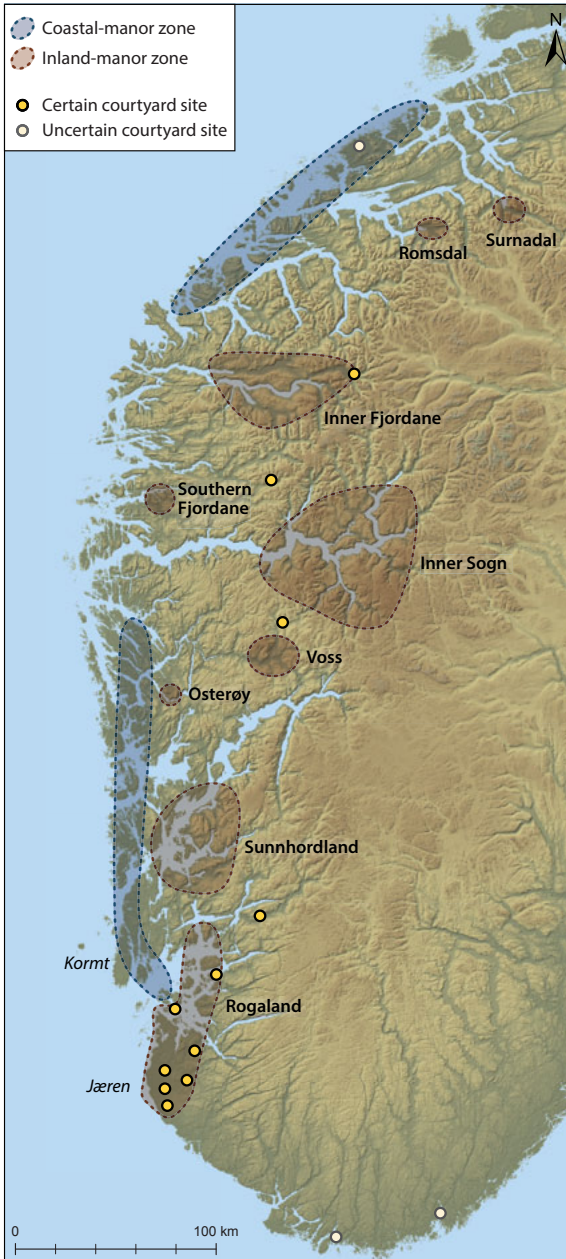 Coastal-manor zone
Inland-manor zone
Certain courtyard site
Uncertain courtyard site
N
Surnadal
Romsdal
Inner Fjordane
Southern
Fjordane
Inner Sogn
Voss
Osterøy
Sunnhordland
Kormt
Rogaland
Jæren
0
100 km